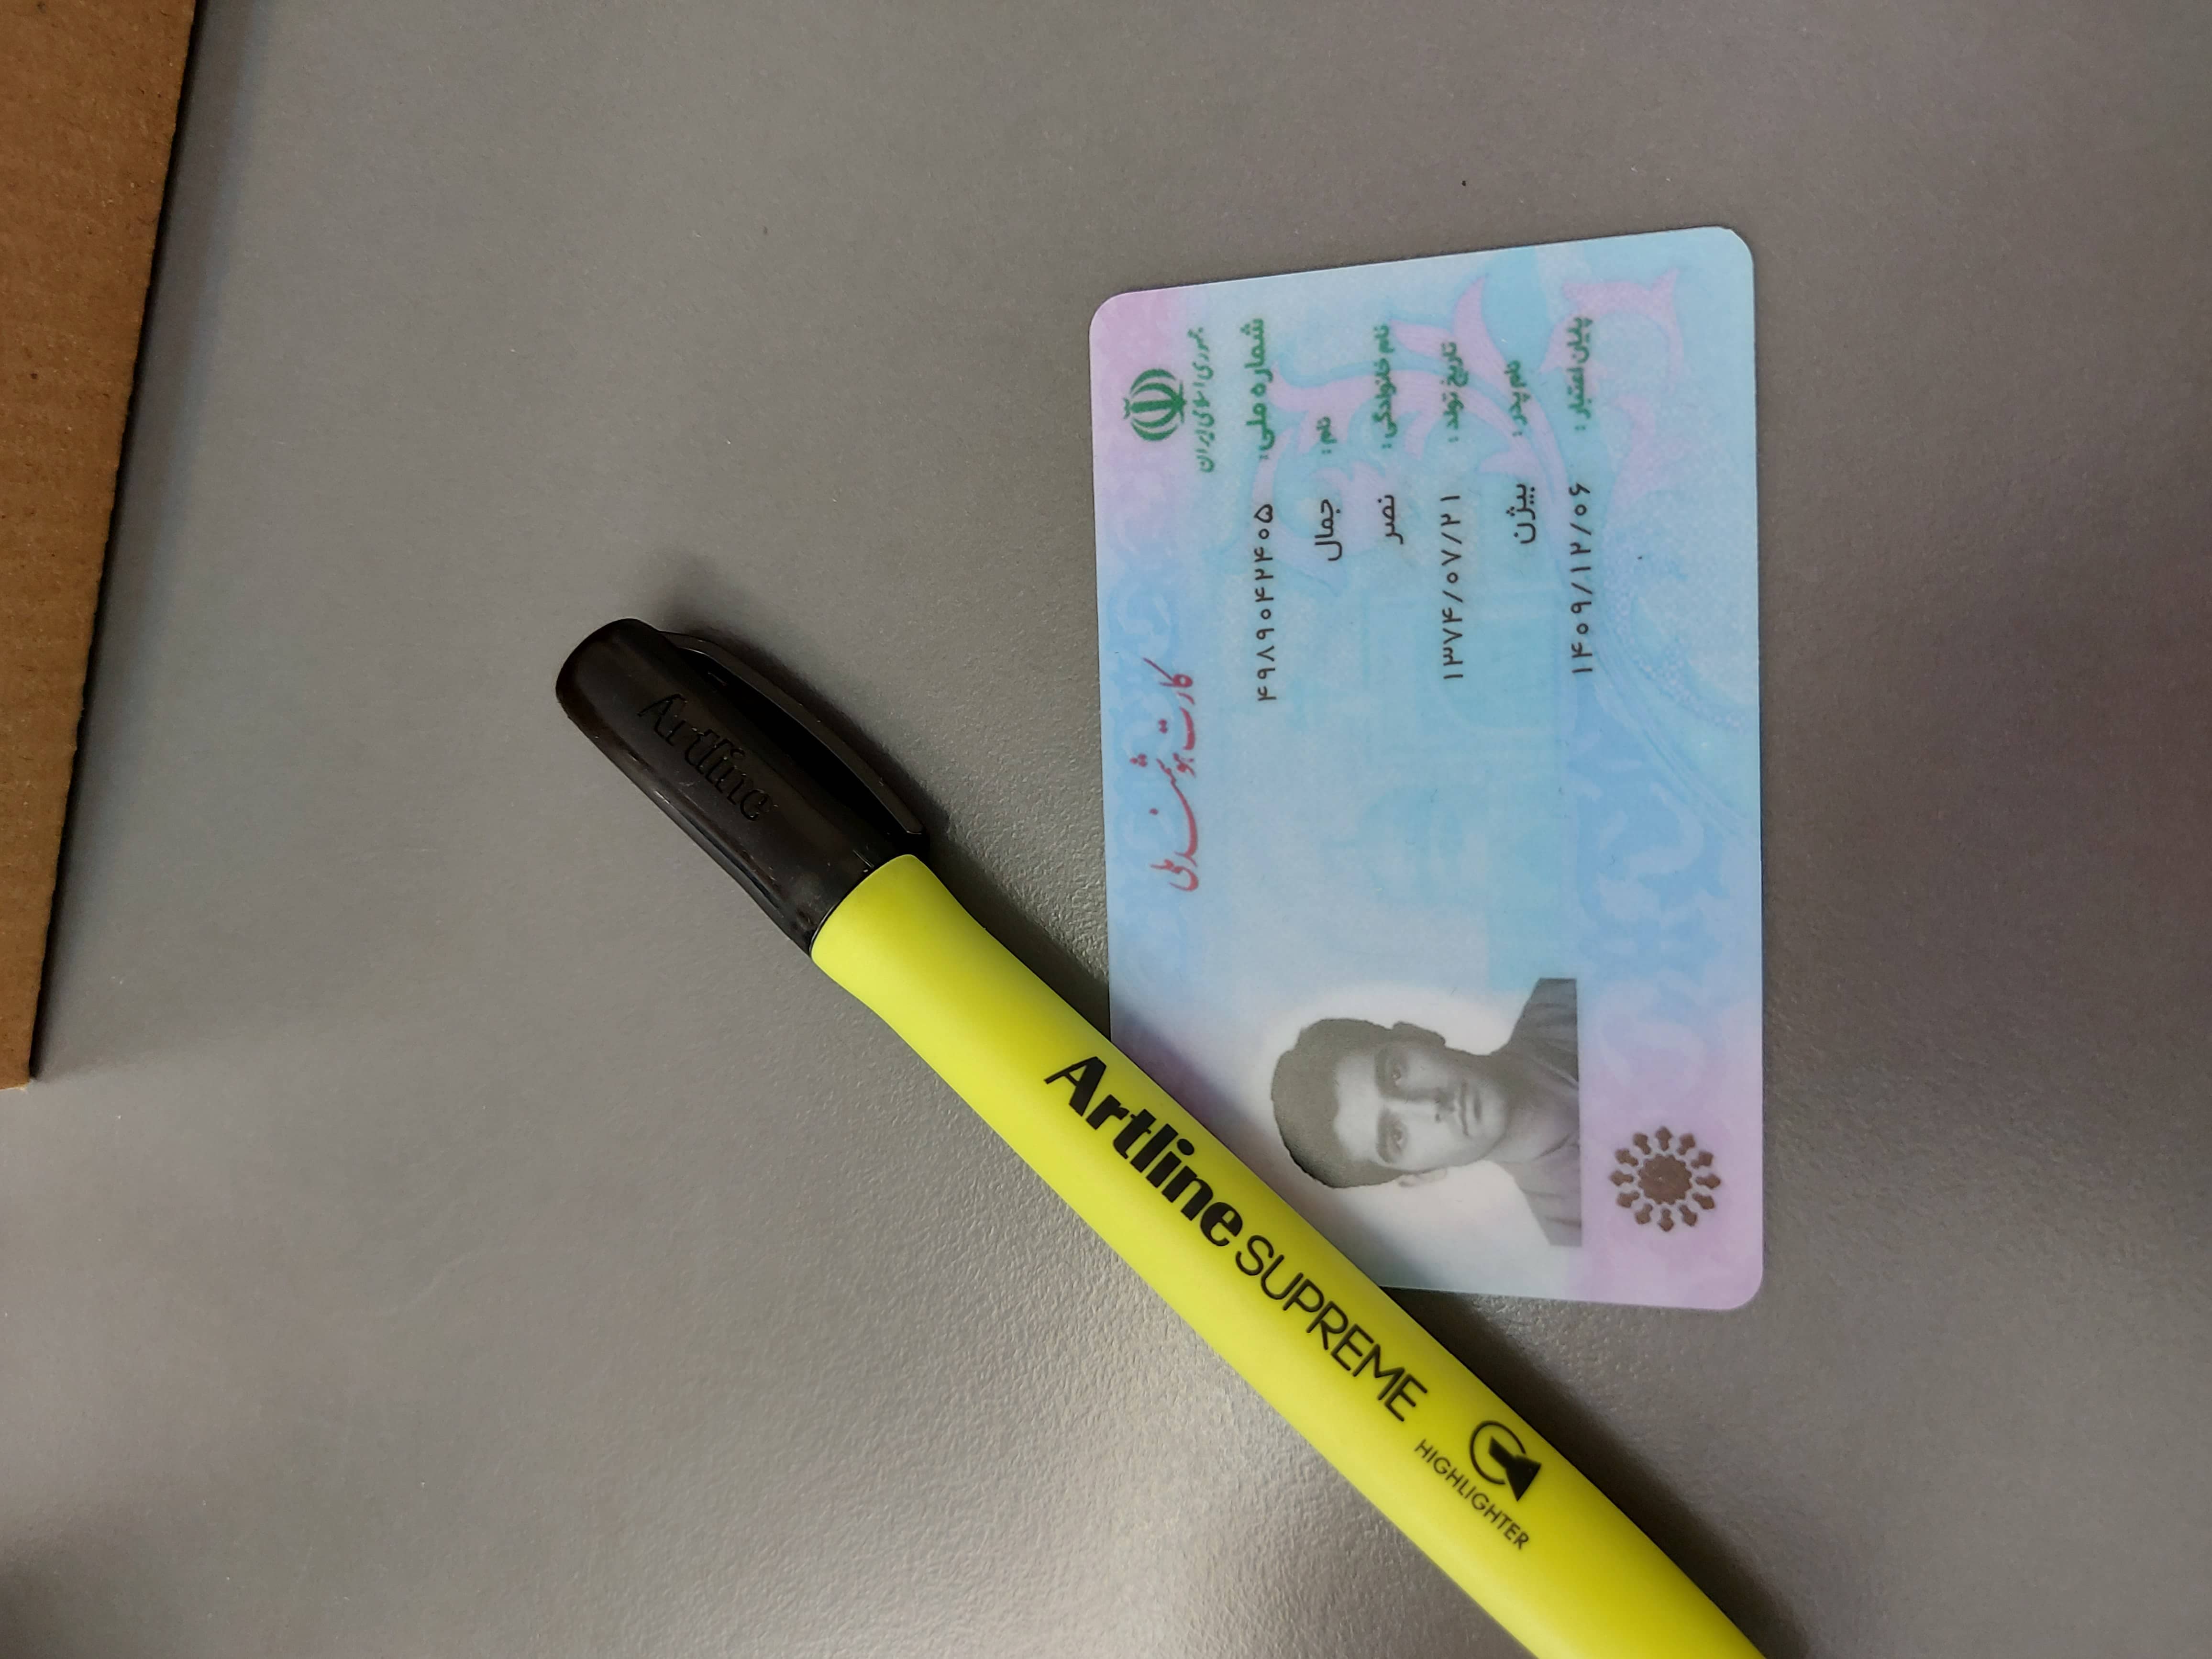 جمهوری اسلامی ایران
کارت هوشمند ملی
شماره ملی: ۴۹۸۹۰۴۲۴۰۵
نام: جمال
نام خانوادگی: نصر
تاریخ تولد: ۱۳۷۴/۰۷/۲۱
نام پدر: بیژن
پایان اعتبار: ۱۴۰۹/۱۲/۰۶
Artline
Artline SUPREME
HIGHLIGHTER